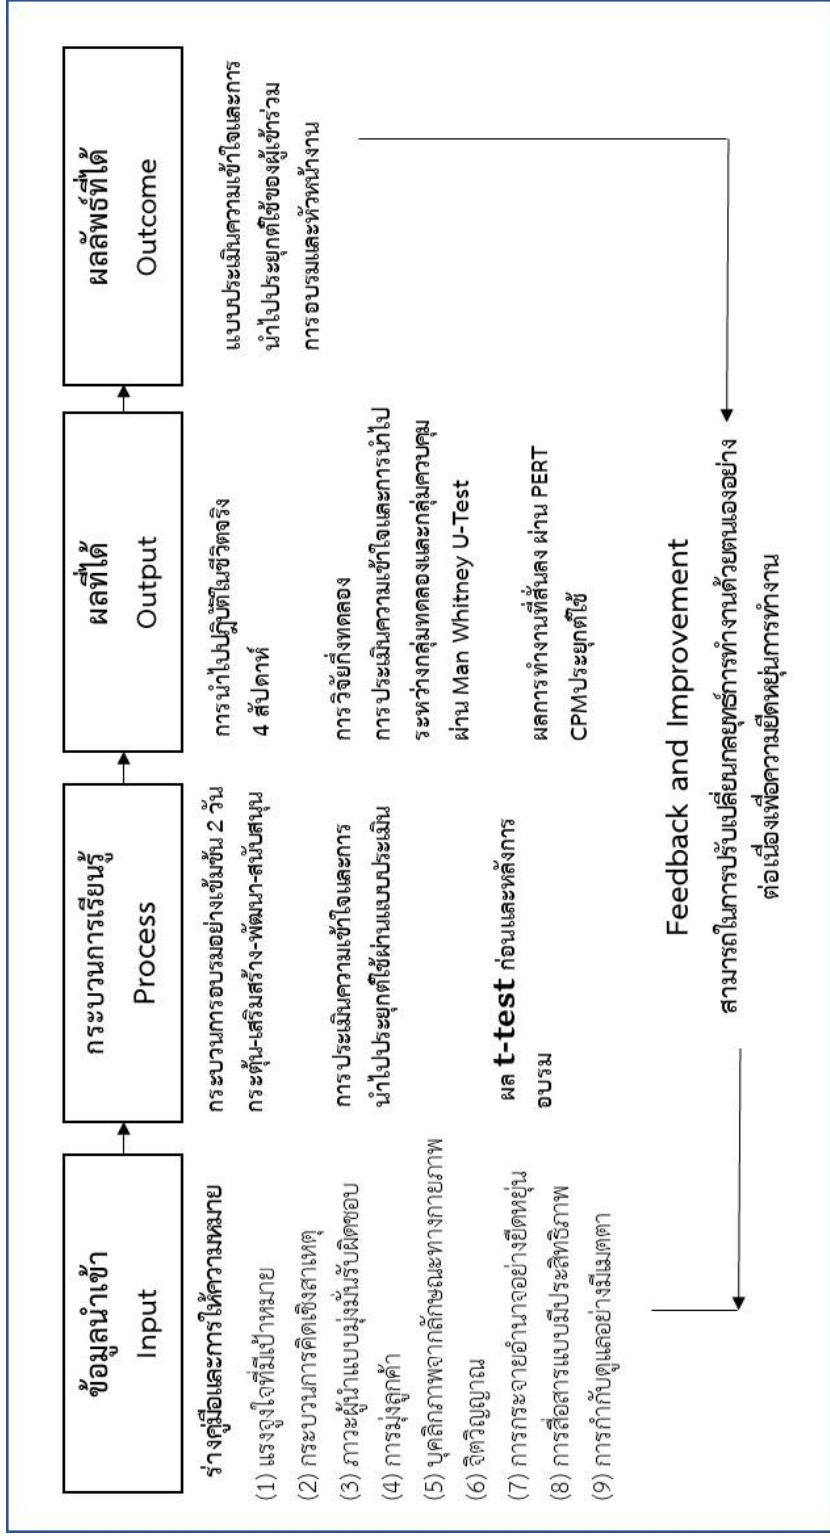 ข้อมูลนำเข้า
Input
ร่างคู่มือและการให้ความหมาย
(1) แรงจูงใจที่มีเป้าหมาย
(2) กระบวนการคิดเชิงสาเหตุ
(3) ภาวะผู้นำแบบมุ่งมั่นรับผิดชอบ
(4) การมุ่งลูกค้า
(5) บุคลิกภาพจากลักษณะทางกายภาพ
(6) จิตวิญญาณ
(7) การกระจายอำนาจอย่างยืดหยุ่น
(8) การสื่อสารแบบมีประสิทธิภาพ
(9) การกำกับดูแลอย่างมีเมตตา
กระบวนการเรียนรู้
Process
กระบวนการอบรมอย่างเข้มข้น 2 วัน
กระตุ้น-เสริมสร้าง-พัฒนา-สนับสนุน
การประเมินความเข้าใจและการ
นำไปประยุกต์ใช้ผ่านแบบประเมิน
ผล t-test ก่อนและหลังการ
อบรม
ผลที่ได้
Output
การนำไปปฏิบัติในชีวิตจริง
4 สัปดาห์
การวิจัยกึ่งทดลอง
การประเมินความเข้าใจและการนำไป
ระหว่างกลุ่มทดลองและกลุ่มควบคุม
ผ่าน Man Whitney U-Test
ผลการทำงานที่สั้นลง ผ่าน PERT
CPMประยุกต์ใช้
ผลลัพธ์ที่ได้
Outcome
แบบประเมินความเข้าใจและการ
นำไปประยุกต์ใช้ของผู้เข้าร่วม
การอบรมและหัวหน้างาน
Feedback and Improvement
สามารถในการปรับเปลี่ยนกลยุทธ์การทำงานด้วยตนเองอย่าง
ต่อเนื่องเพื่อความยืดหยุ่นการทำงาน